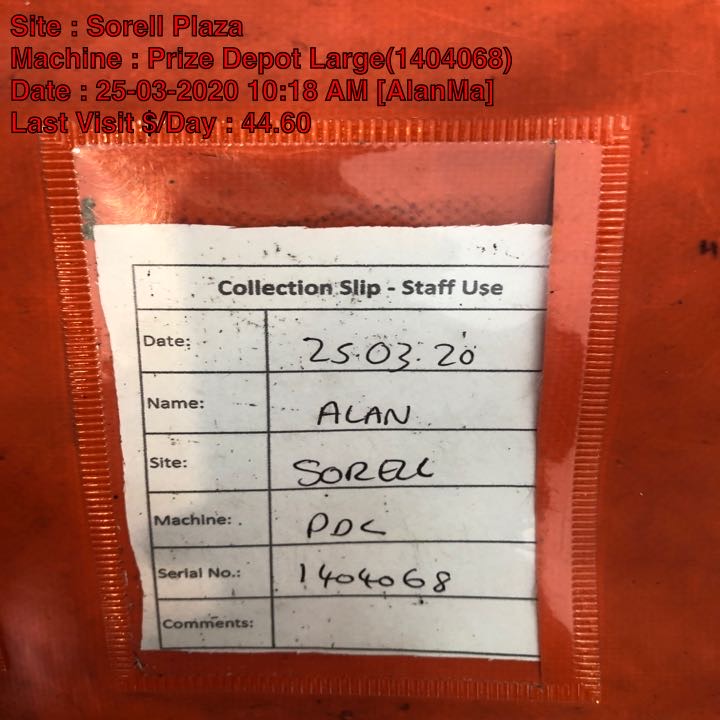 Site : Sorell Plaza
Machine : Prize Depot Large(1404068)
Date : 25-03-2020 10:18 AM [AlanMa]
Last Visit $/Day : 44.60
Collection Slip - Staff Use
Date: 25.03.20
Name: ALAN
Site: SORELL
Machine: PDL
Serial No.: 1404068
Comments: